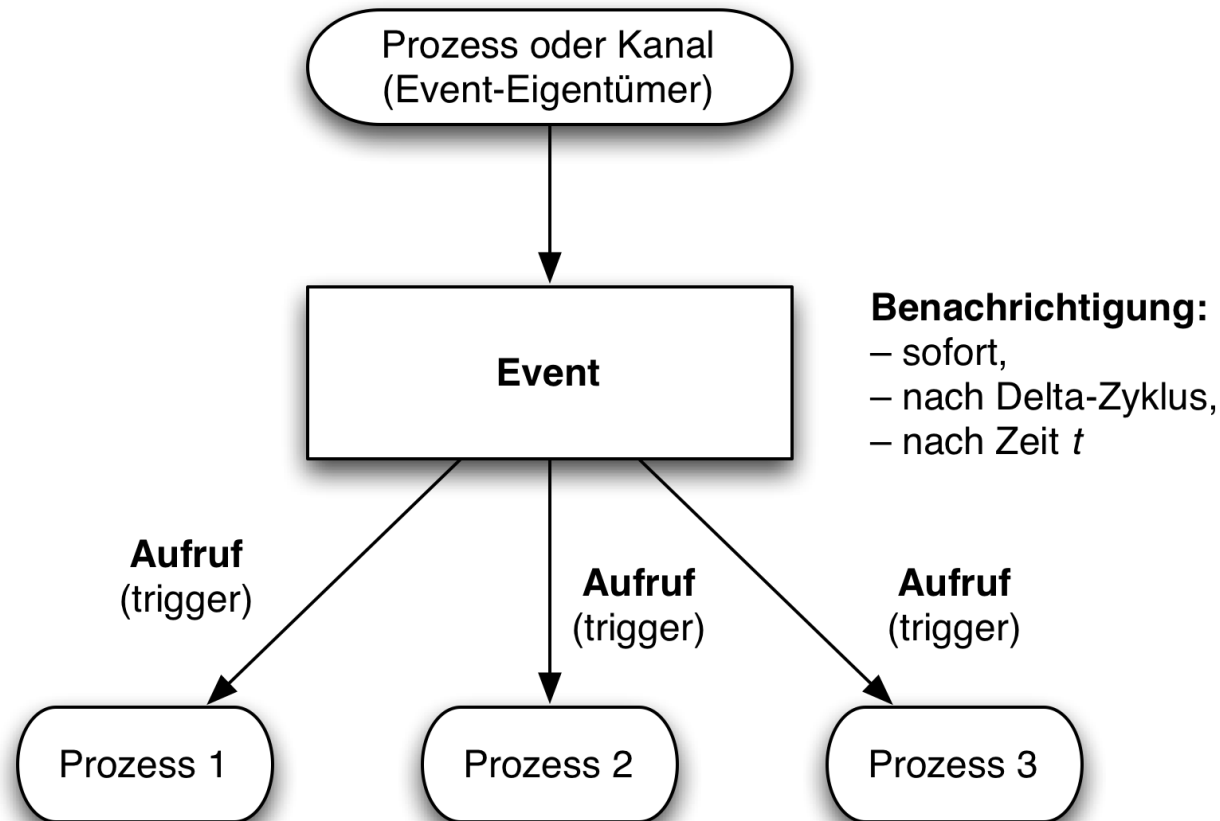 Prozess oder Kanal
(Event-Eigentümer)
Event
Benachrichtigung:
– sofort,
– nach Delta-Zyklus,
– nach Zeit t
Aufruf
(trigger)
Aufruf
(trigger)
Aufruf
(trigger)
Prozess 1
Prozess 2
Prozess 3